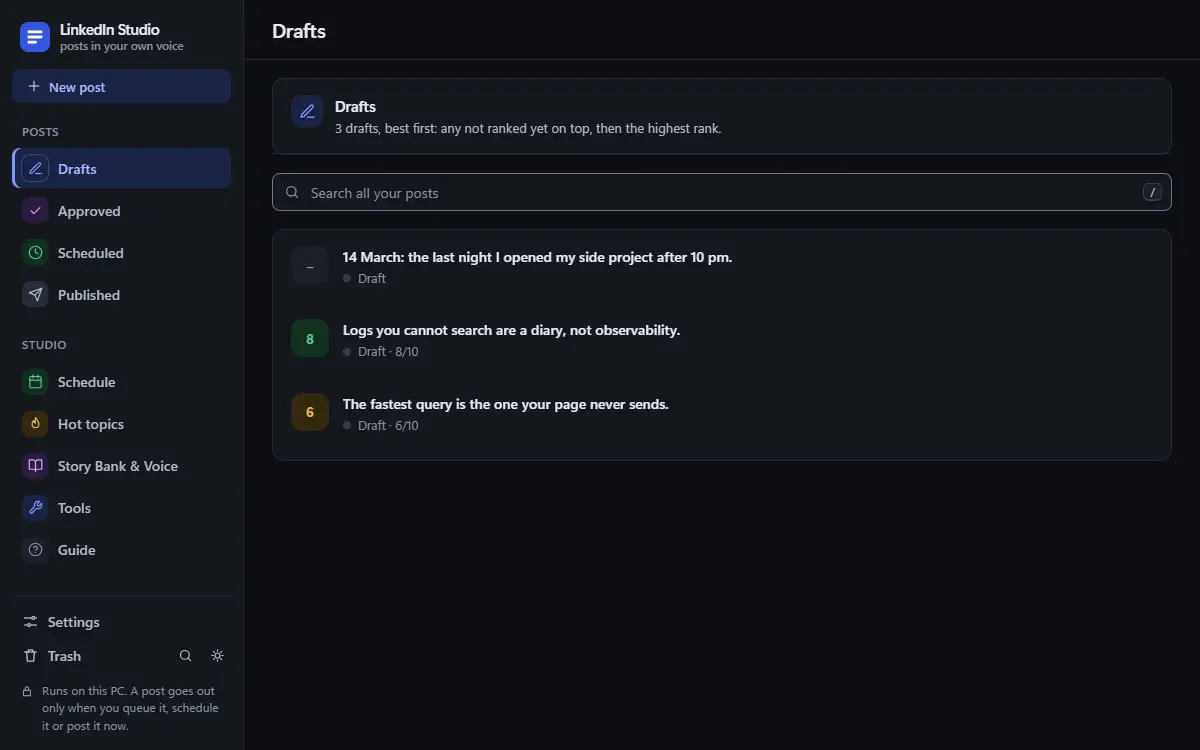 LinkedIn Studio
posts in your own voice
New post
POSTS
Drafts
Approved
Scheduled
Published
STUDIO
Schedule
Hot topics
Story Bank & Voice
Tools
Guide
Settings
Trash
Runs on this PC. A post goes out
only when you queue it, schedule
it or post it now.
Drafts
Drafts
3 drafts, best first: any not ranked yet on top, then the highest rank.
Search all your posts /
– 14 March: the last night I opened my side project after 10 pm.
Draft
8 Logs you cannot search are a diary, not observability.
Draft · 8/10
6 The fastest query is the one your page never sends.
Draft · 6/10